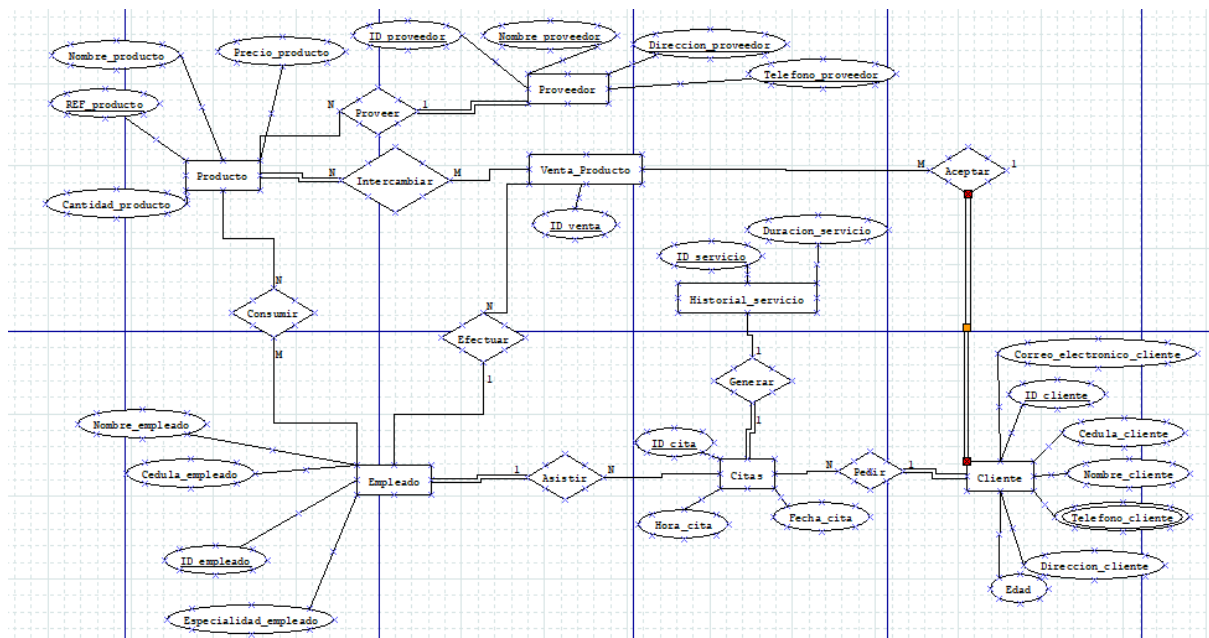 ID_proveedor
Nombre_proveedor
Direccion_proveedor
Nombre_producto
Precio_producto
Telefono_proveedor
Proveedor
REF_producto
N
Proveer
1
Producto
N
Intercambiar
M
Venta_Producto
M
Aceptar
1
Cantidad_producto
ID_venta
Duracion_servicio
ID_servicio
N
Historial_servicio
Consumir
N
Efectuar
M
1
1
Generar
1
Correo_electronico_cliente
ID_cliente
Nombre_empleado
Cedula_cliente
ID_cita
Cedula_empleado
Empleado
1
Asistir
N
Citas
N
Pedir
1
Cliente
Nombre_cliente
Telefono_cliente
Hora_cita
Fecha_cita
ID_empleado
Direccion_cliente
Edad
Especialidad_empleado